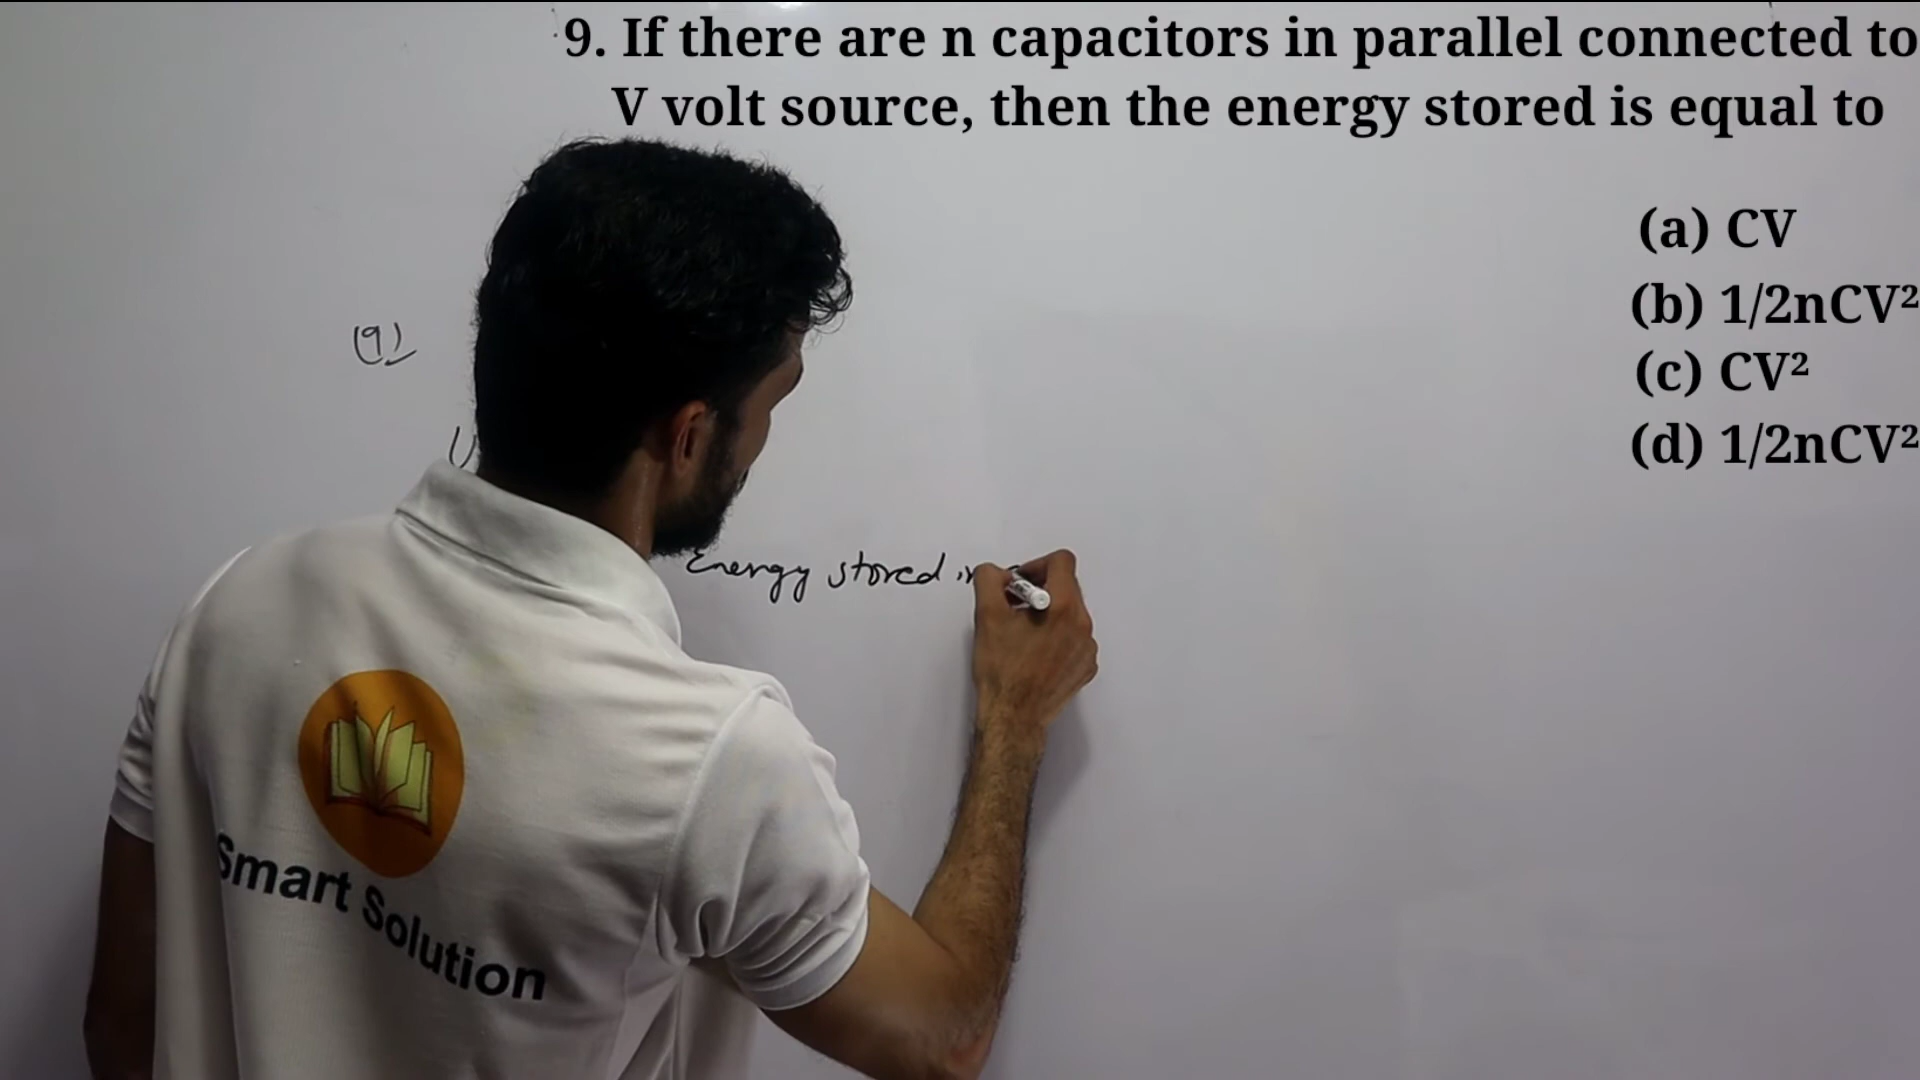 9. If there are n capacitors in parallel connected to
V volt source, then the energy stored is equal to
(a) CV
(b) 1/2nCV²
(c) CV²
(d) 1/2nCV²
(9)
U
Energy stored in
Smart Solution